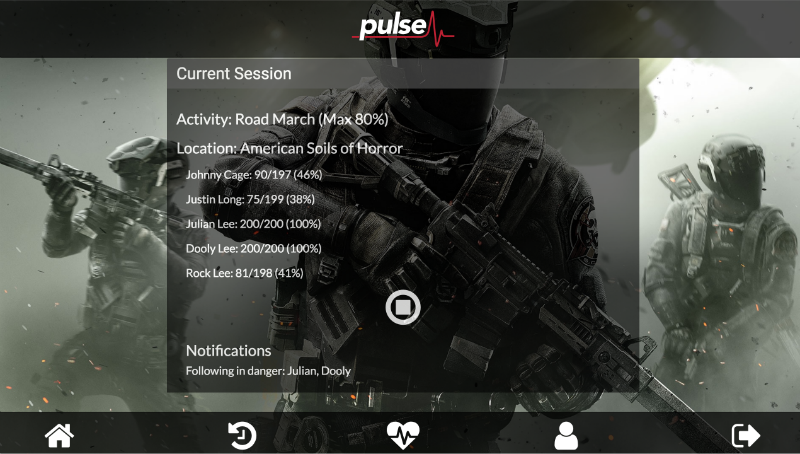 pulse
Current Session
Activity: Road March (Max 80%)
Location: American Soils of Horror
Johnny Cage: 90/197 (46%)
Justin Long: 75/199 (38%)
Julian Lee: 200/200 (100%)
Dooly Lee: 200/200 (100%)
Rock Lee: 81/198 (41%)
Notifications
Following in danger: Julian, Dooly